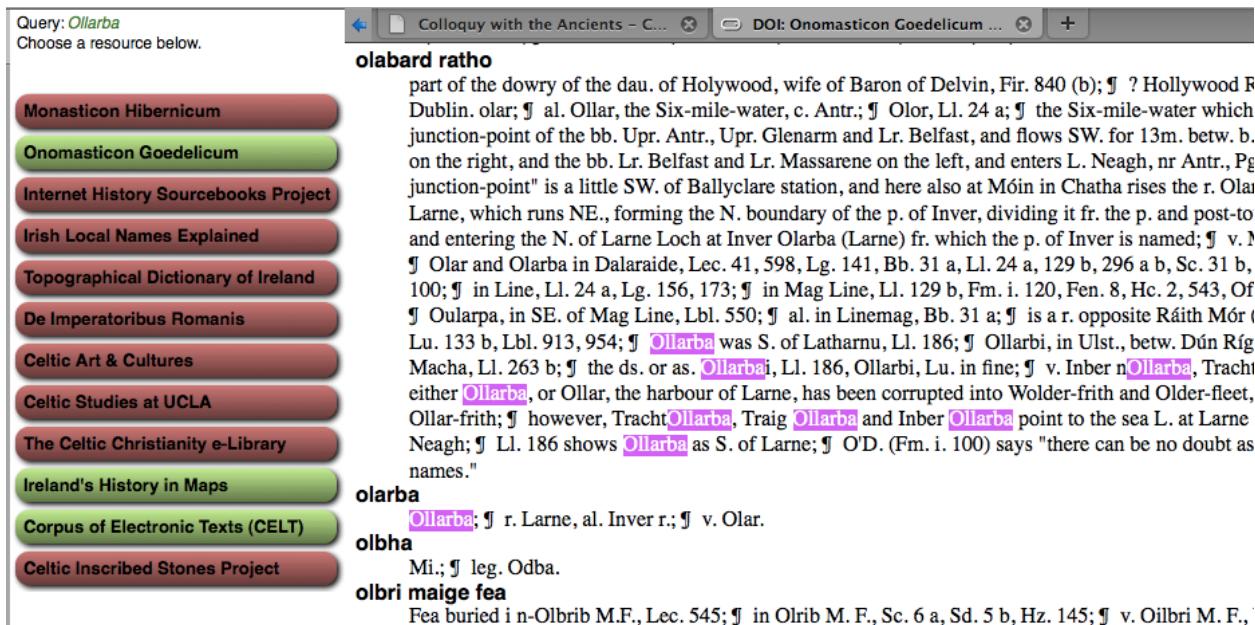 Query: Ollarba
Choose a resource below.
Monasticon Hibernicum
Onomasticon Goedelicum
Internet History Sourcebooks Project
Irish Local Names Explained
Topographical Dictionary of Ireland
De Imperatoribus Romanis
Celtic Art & Cultures
Celtic Studies at UCLA
The Celtic Christianity e-Library
Ireland's History in Maps
Corpus of Electronic Texts (CELT)
Celtic Inscribed Stones Project
Colloquy with the Ancients – C...
DOI: Onomasticon Goedelicum ...
olabard ratho
part of the dowry of the dau. of Holywood, wife of Baron of Delvin, Fir. 840 (b); ¶ ? Hollywood
Dublin. olar; ¶ al. Ollar, the Six-mile-water, c. Antr.; ¶ Olor, Ll. 24 a; ¶ the Six-mile-water which
junction-point of the bb. Upr. Antr., Upr. Glenarm and Lr. Belfast, and flows SW. for 13m. betw. b.
on the right, and the bb. Lr. Belfast and Lr. Massarene on the left, and enters L. Neagh, nr Antr., Pg
junction-point" is a little SW. of Ballyclare station, and here also at Móin in Chatha rises the r. Olar
Larne, which runs NE., forming the N. boundary of the p. of Inver, dividing it fr. the p. and post-to
and entering the N. of Larne Loch at Inver Olarba (Larne) fr. which the p. of Inver is named; ¶ v.
¶ Olar and Olarba in Dalaraide, Lec. 41, 598, Lg. 141, Bb. 31 a, Ll. 24 a, 129 b, 296 a b, Sc. 31 b,
100; ¶ in Line, Ll. 24 a, Lg. 156, 173; ¶ in Mag Line, Ll. 129 b, Fm. i. 120, Fen. 8, Hc. 2, 543, Of
¶ Oularpa, in SE. of Mag Line, Lbl. 550; ¶ al. in Linemag, Bb. 31 a; ¶ is a r. opposite Ráith Mór (
Lu. 133 b, Lbl. 913, 954; ¶ Ollarba was S. of Latharnu, Ll. 186; ¶ Ollarbi, in Ulst., betw. Dún Ríg
Macha, Ll. 263 b; ¶ the ds. or as. Ollarbai, Ll. 186, Ollarbi, Lu. in fine; ¶ v. Inber nOllarba, Tracht
either Ollarba, or Ollar, the harbour of Larne, has been corrupted into Wolder-frith and Older-fleet,
Ollar-frith; ¶ however, TrachtOllarba, Traig Ollarba and Inber Ollarba point to the sea L. at Larne
Neagh; ¶ Ll. 186 shows Ollarba as S. of Larne; ¶ O'D. (Fm. i. 100) says "there can be no doubt as
names."
olarba
Ollarba; ¶ r. Larne, al. Inver r.; ¶ v. Olar.
olbha
Mi.; ¶ leg. Odba.
olbri maige fea
Fea buried i n-Olbrib M.F., Lec. 545; ¶ in Olrib M. F., Sc. 6 a, Sd. 5 b, Hz. 145; ¶ v. Oilbri M. F.,